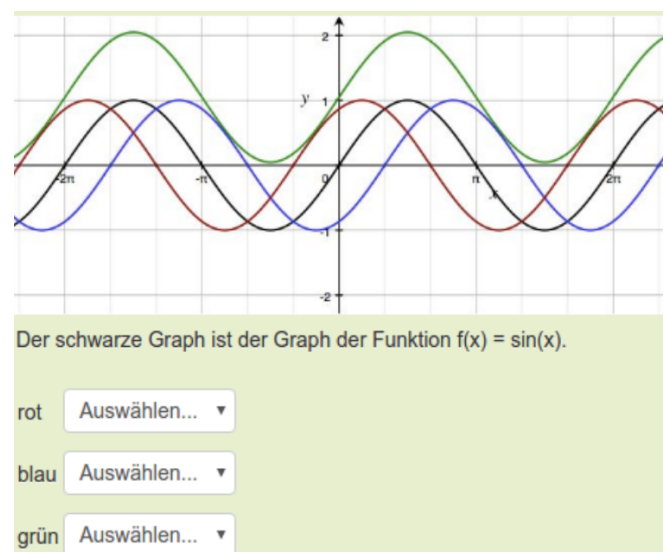 2
y 1
-2π -π 0 π 2π
x
-1
-2
Der schwarze Graph ist der Graph der Funktion f(x) = sin(x).
rot Auswählen...
blau Auswählen...
grün Auswählen...